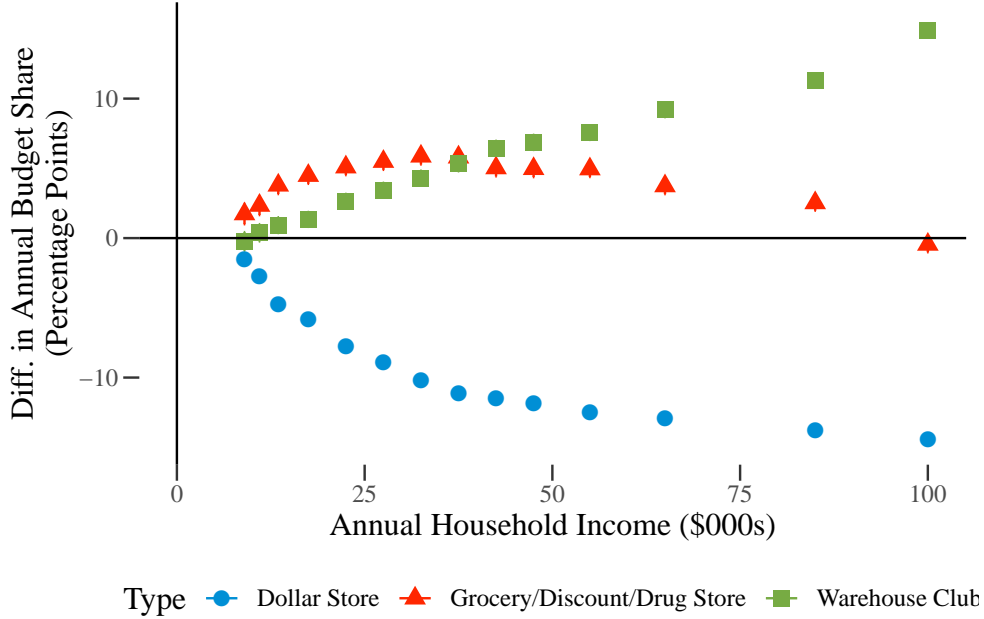 Diff. in Annual Budget Share
(Percentage Points)
10
0
−10
0
25
50
75
100
Annual Household Income ($000s)
Type
Dollar Store
Grocery/Discount/Drug Store
Warehouse Club